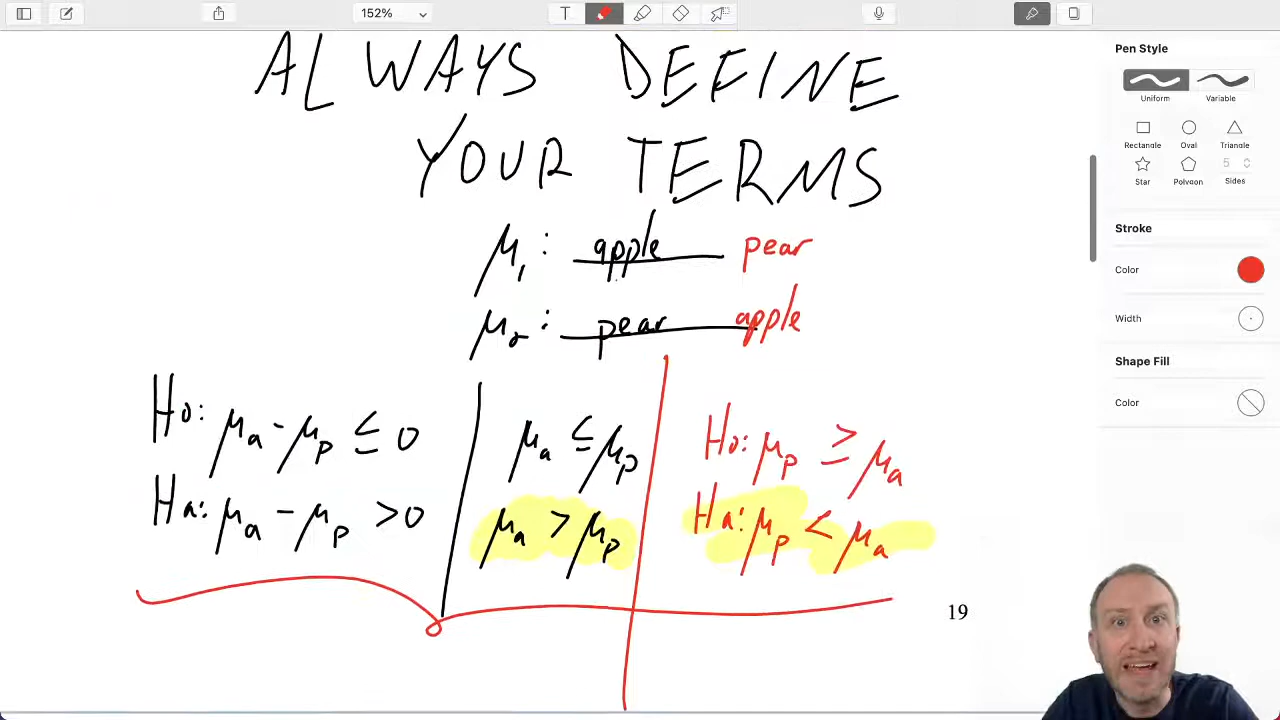 152%
T
ALWAYS DEFINE
YOUR TERMS
μ₁: apple pear
μ₂: pear apple
Ho: μa - μp ≤ 0
Ha: μa - μp > 0
μa ≤ μp
μa > μp
Ho: μp ≥ μa
Ha: μp < μa
19
Pen Style
Uniform Variable
Rectangle Oval Triangle
5
Star Polygon Sides
Stroke
Color
Width
Shape Fill
Color